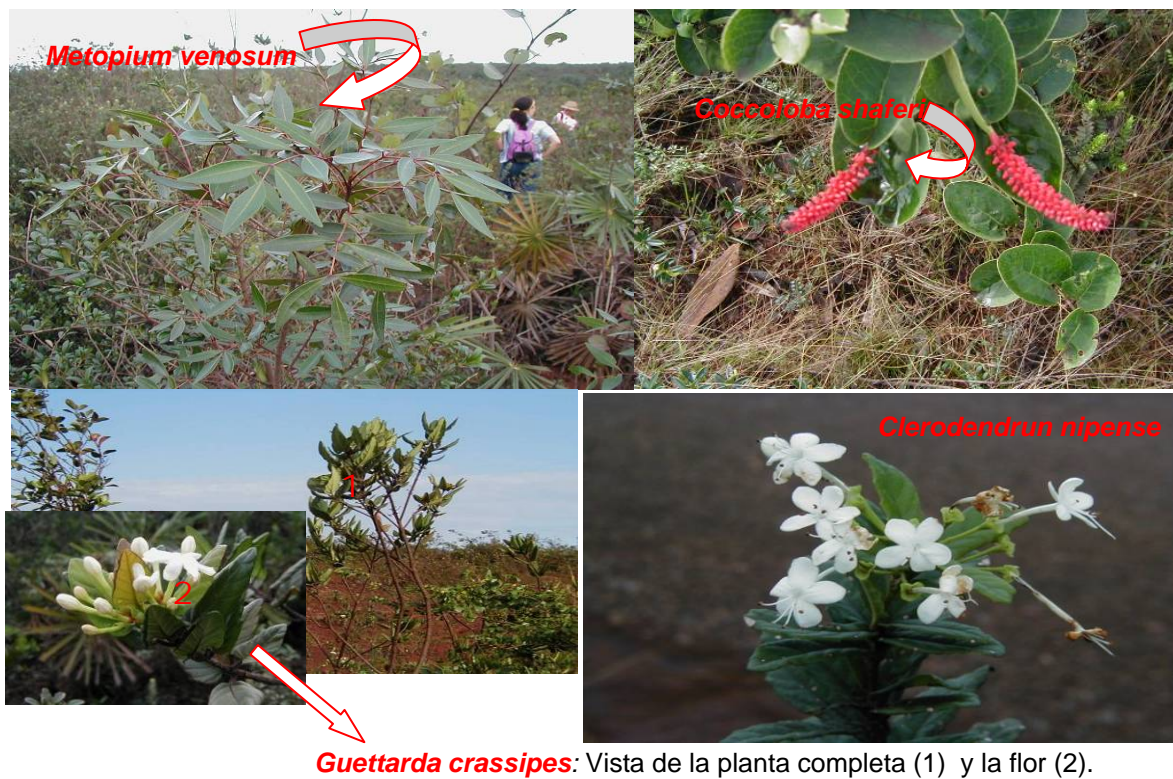 Metopium venosum
Coccoloba shaferi
Clerodendrun nipense
1
2
Guettarda crassipes: Vista de la planta completa (1) y la flor (2).